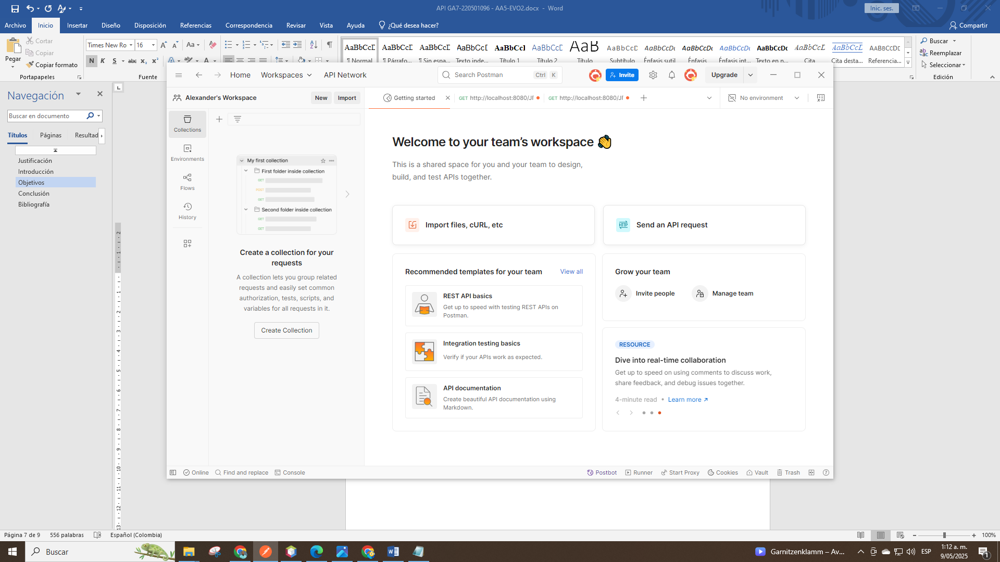 API GA7-220501096 - AA5-EVO2.docx - Word
Inic. ses.
Archivo Inicio Insertar Diseño Disposición Referencias Correspondencia Revisar Vista Ayuda ¿Qué desea hacer? Compartir
Pegar
Cortar
Copiar
Copiar formato
Portapapeles
Times New Ro 16
N K S abc x₂ x²
Fuente
AaBbCcI AaBbCcI AaBbCcI AaBbCcI AaBbCcI AaBbCcI AaB AaBbCcD AaBbCcDc AaBbCcDc AaBbCcDc AaBbCcDc AaBbCcL AaBbCcL AABBCCDE
¶ Normal ¶ Párrafo... ¶ Sin espa... Texto inde... Título 1 Título 2 Título Subtítulo Énfasis sutil Énfasis Énfasis int... Texto en n... Cita Cita desta... Referencia...
Buscar
Reemplazar
Seleccionar
Edición
Navegación
Buscar en documento
Títulos Páginas Resultad
Justificación
Introducción
Objetivos
Conclusión
Bibliografía
Home Workspaces API Network
Search Postman Ctrl K
Invite
Upgrade
Alexander's Workspace
New Import
Getting started
GET http://localhost:8080/JF
GET http://localhost:8080/JF
No environment
Collections
Environments
Flows
History
My first collection
First folder inside collection
GET
POST
GET
Second folder inside collection
GET
GET
Create a collection for your
requests
A collection lets you group related
requests and easily set common
authorization, tests, scripts, and
variables for all requests in it.
Create Collection
Welcome to your team’s workspace 👋
This is a shared space for you and your team to design,
build, and test APIs together.
Import files, cURL, etc
HTTP
Send an API request
Recommended templates for your team View all
REST API basics
Get up to speed with testing REST APIs on
Postman.
Integration testing basics
Verify if your APIs work as expected.
API documentation
Create beautiful API documentation using
Markdown.
Grow your team
Invite people
Manage team
RESOURCE
Dive into real-time collaboration
Get up to speed on using comments to discuss work,
share feedback, and debug issues together.
4-minute read • Learn more ↗
Online Find and replace Console
Postbot Runner Start Proxy Cookies Vault Trash
Página 7 de 9 556 palabras Español (Colombia)
100%
Buscar
Garnitzenklamm – Av...
ESP
1:12 a. m.
9/05/2025
1